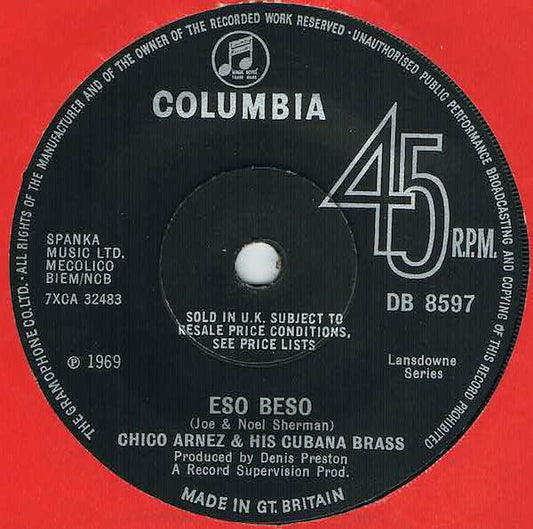 THE GRAMOPHONE CO. LTD. · ALL RIGHTS OF THE MANUFACTURER AND OF THE OWNER OF THE RECORDED WORK RESERVED · UNAUTHORISED PUBLIC PERFORMANCE BROADCASTING AND COPYING OF THIS RECORD PROHIBITED
COLUMBIA
45
R.P.M.
SPANKA
MUSIC LTD.
MECOLICO
BIEM/NCB
7XCA 32483
DB 8597
SOLD IN U.K. SUBJECT TO
RESALE PRICE CONDITIONS,
SEE PRICE LISTS
℗ 1969
Lansdowne
Series
ESO BESO
(Joe & Noel Sherman)
CHICO ARNEZ & HIS CUBANA BRASS
Produced by Denis Preston
A Record Supervision Prod.
MADE IN GT. BRITAIN